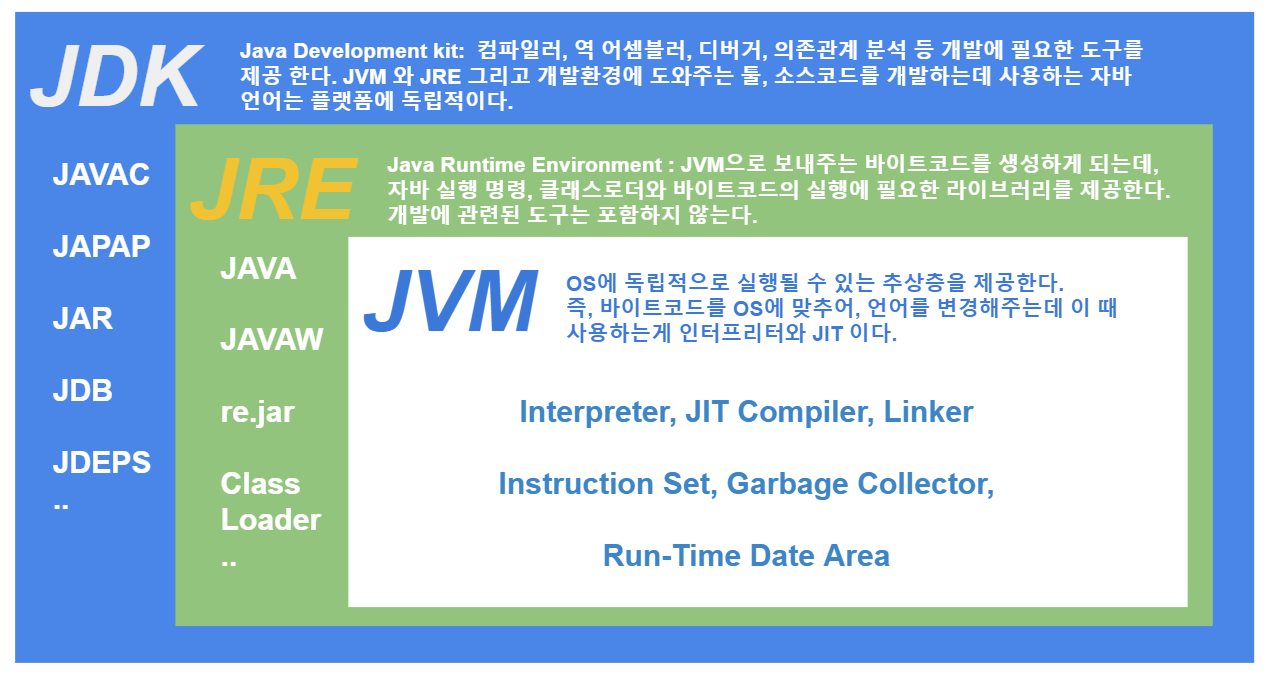 JDK
Java Development kit:  컴파일러, 역 어셈블러, 디버거, 의존관계 분석 등 개발에 필요한 도구를
제공 한다. JVM 와 JRE 그리고 개발환경에 도와주는 툴, 소스코드를 개발하는데 사용하는 자바
언어는 플랫폼에 독립적이다.
JAVAC
JAPAP
JAR
JDB
JDEPS
..
JRE
Java Runtime Environment : JVM으로 보내주는 바이트코드를 생성하게 되는데,
자바 실행 명령, 클래스로더와 바이트코드의 실행에 필요한 라이브러리를 제공한다.
개발에 관련된 도구는 포함하지 않는다.
JAVA
JAVAW
re.jar
Class
Loader
..
JVM
OS에 독립적으로 실행될 수 있는 추상층을 제공한다.
즉, 바이트코드를 OS에 맞추어, 언어를 변경해주는데 이 때
사용하는게 인터프리터와 JIT 이다.
Interpreter, JIT Compiler, Linker
Instruction Set, Garbage Collector,
Run-Time Date Area